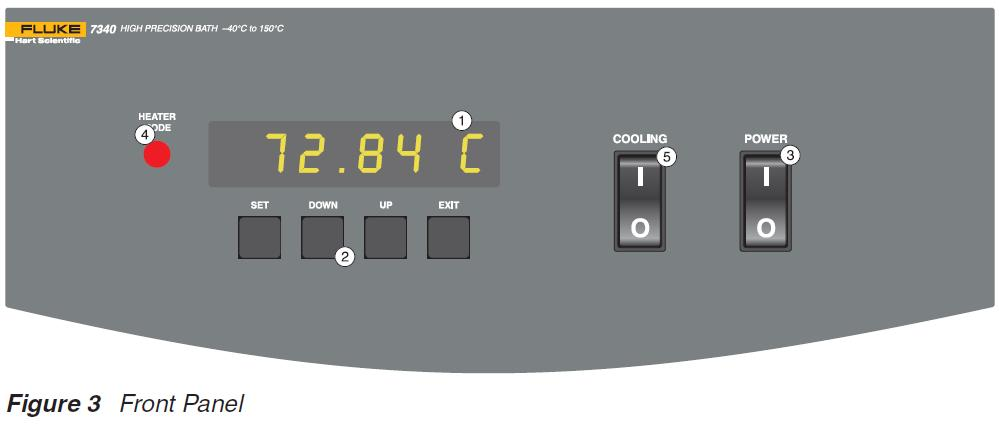 FLUKE 7340 HIGH PRECISION BATH –40°C to 150°C
Hart Scientific
HEATER
4 ODE
1
72.84 C
COOLING
5
POWER
3
SET DOWN UP EXIT
2
I I
O O
Figure 3 Front Panel